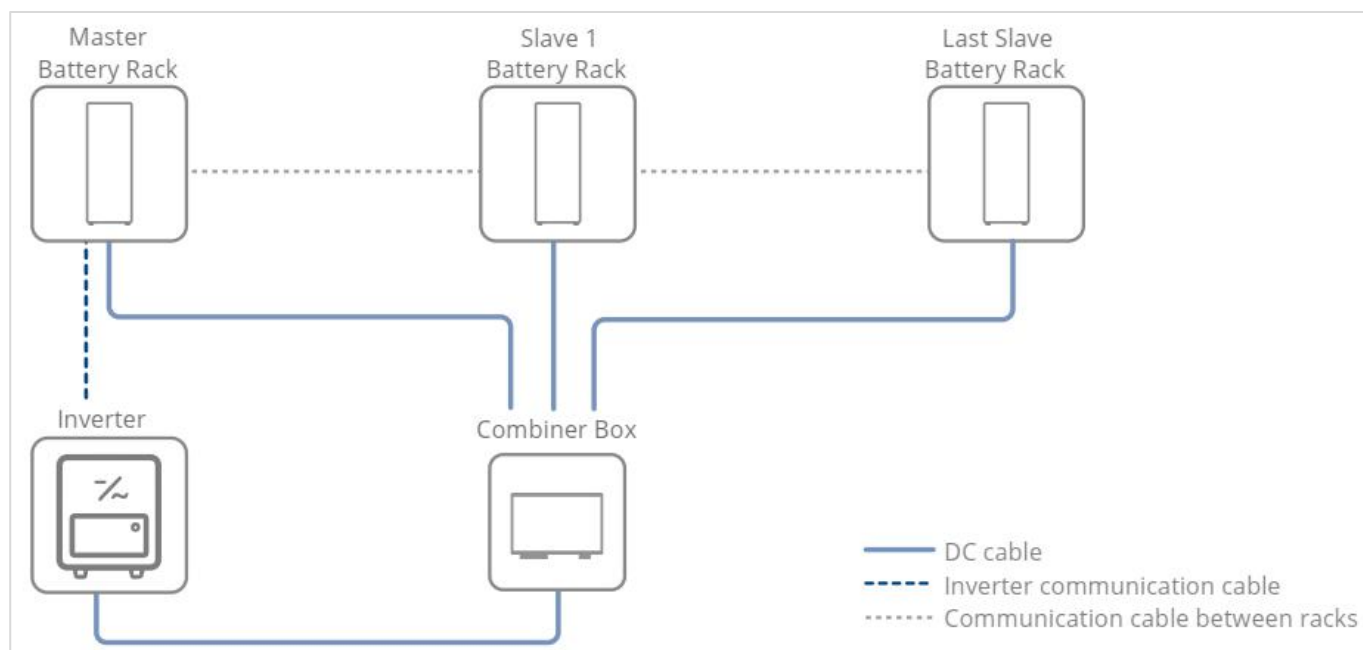 Master
Battery Rack
Slave 1
Battery Rack
Last Slave
Battery Rack
Inverter
Combiner Box
DC cable
Inverter communication cable
Communication cable between racks